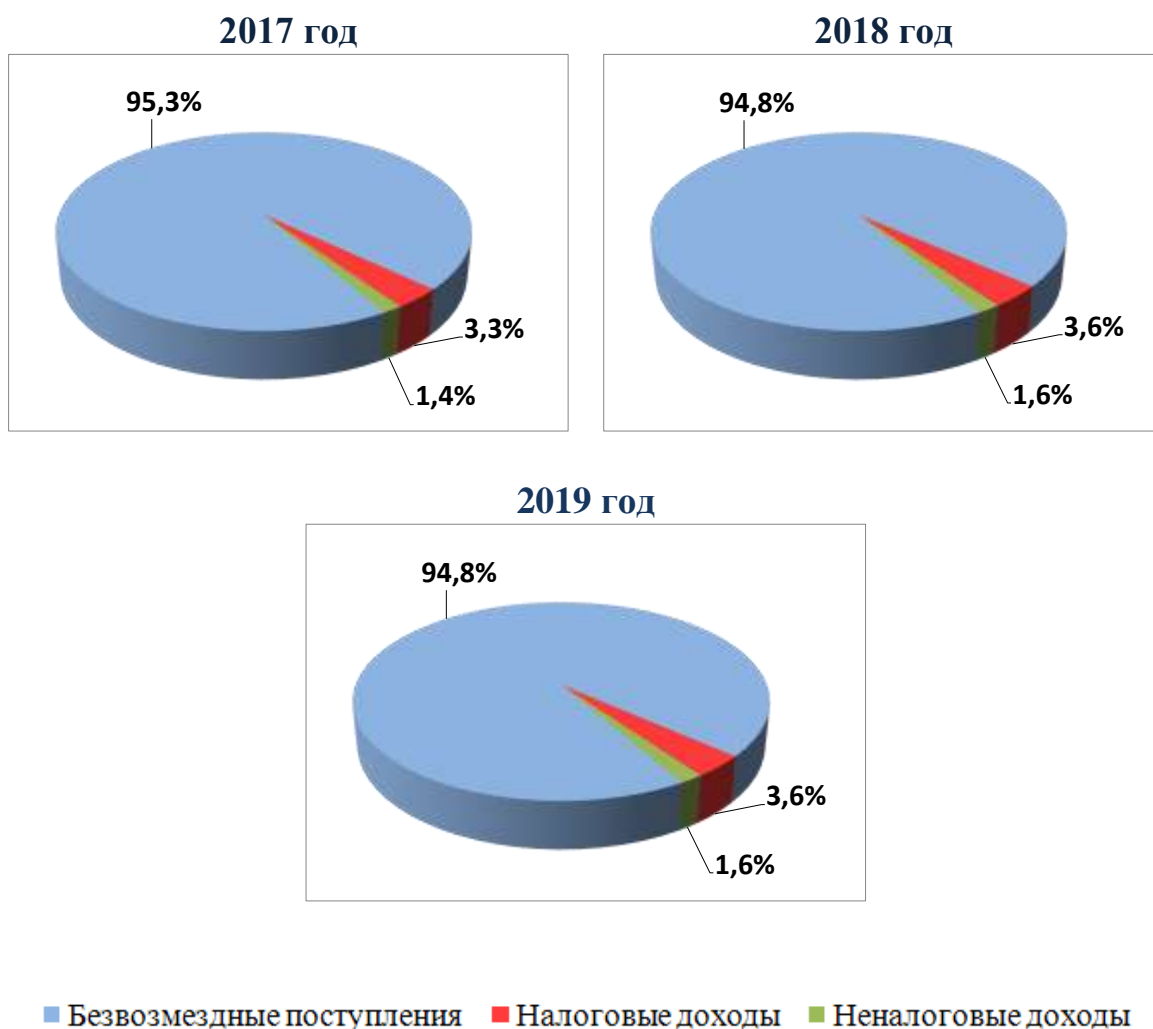 2017 год
2018 год
95,3%
3,3%
1,4%
94,8%
3,6%
1,6%
2019 год
94,8%
3,6%
1,6%
Безвозмездные поступления Налоговые доходы Неналоговые доходы